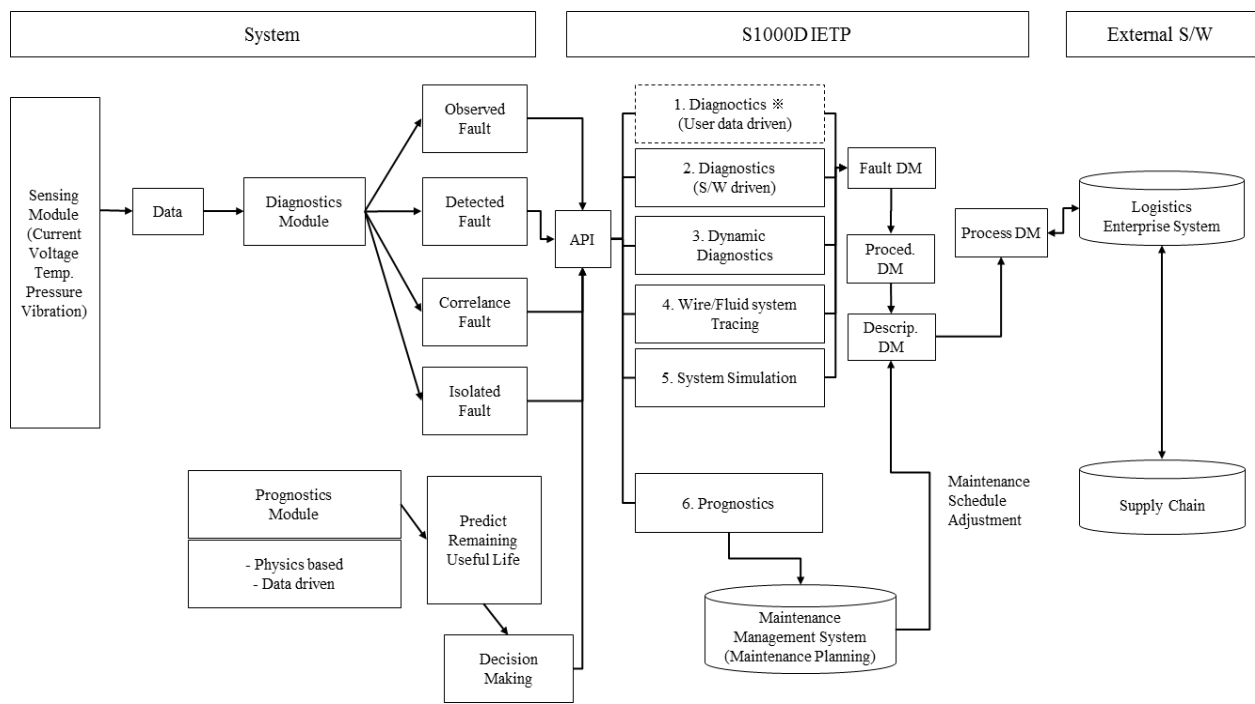 System
S1000D IETP
External S/W
Sensing
Module
(Current
Voltage
Temp.
Pressure
Vibration)
Data
Diagnostics
Module
Observed
Fault
Detected
Fault
Correlance
Fault
Isolated
Fault
API
Prognostics
Module
- Physics based
- Data driven
Predict
Remaining
Useful Life
Decision
Making
1. Diagnoctics ※
(User data driven)
2. Diagnostics
(S/W driven)
3. Dynamic
Diagnostics
4. Wire/Fluid system
Tracing
5. System Simulation
6. Prognostics
Maintenance
Management System
(Maintenance Planning)
Fault DM
Proced.
DM
Descrip.
DM
Maintenance
Schedule
Adjustment
Process DM
Logistics
Enterprise System
Supply Chain